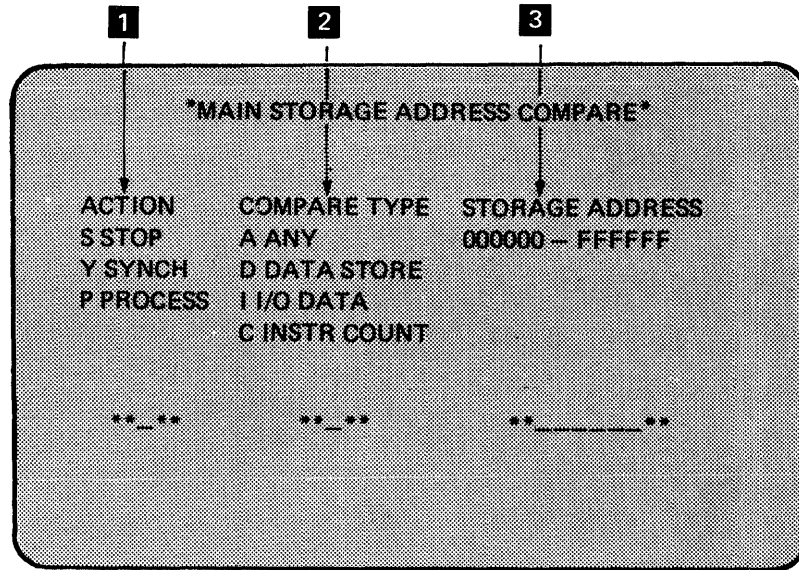 1 2 3
*MAIN STORAGE ADDRESS COMPARE*
ACTION COMPARE TYPE STORAGE ADDRESS
S STOP A ANY 000000 – FFFFFF
Y SYNCH D DATA STORE
P PROCESS I I/O DATA
C INSTR COUNT
**_** **_** **______**